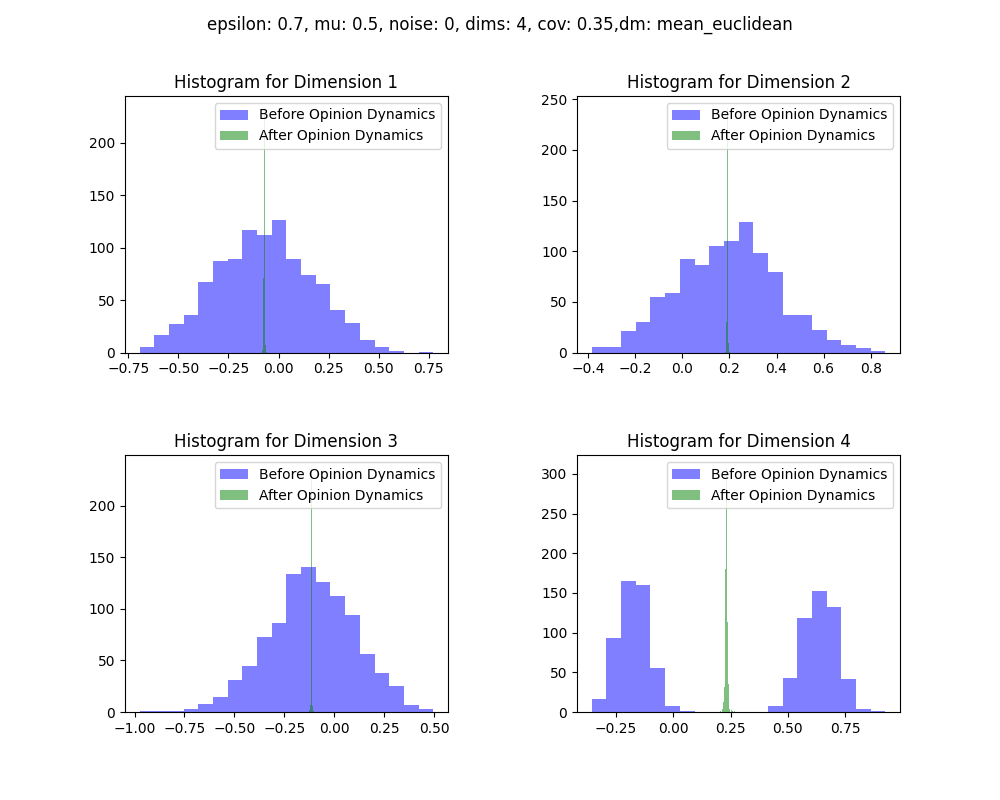 epsilon: 0.7, mu: 0.5, noise: 0, dims: 4, cov: 0.35,dm: mean_euclidean
Histogram for Dimension 1
Before Opinion Dynamics
After Opinion Dynamics
200
150
100
50
0
−0.75 −0.50 −0.25 0.00 0.25 0.50 0.75
Histogram for Dimension 2
Before Opinion Dynamics
After Opinion Dynamics
250
200
150
100
50
0
−0.4 −0.2 0.0 0.2 0.4 0.6 0.8
Histogram for Dimension 3
Before Opinion Dynamics
After Opinion Dynamics
200
150
100
50
0
−1.00 −0.75 −0.50 −0.25 0.00 0.25 0.50
Histogram for Dimension 4
Before Opinion Dynamics
After Opinion Dynamics
300
250
200
150
100
50
0
−0.25 0.00 0.25 0.50 0.75